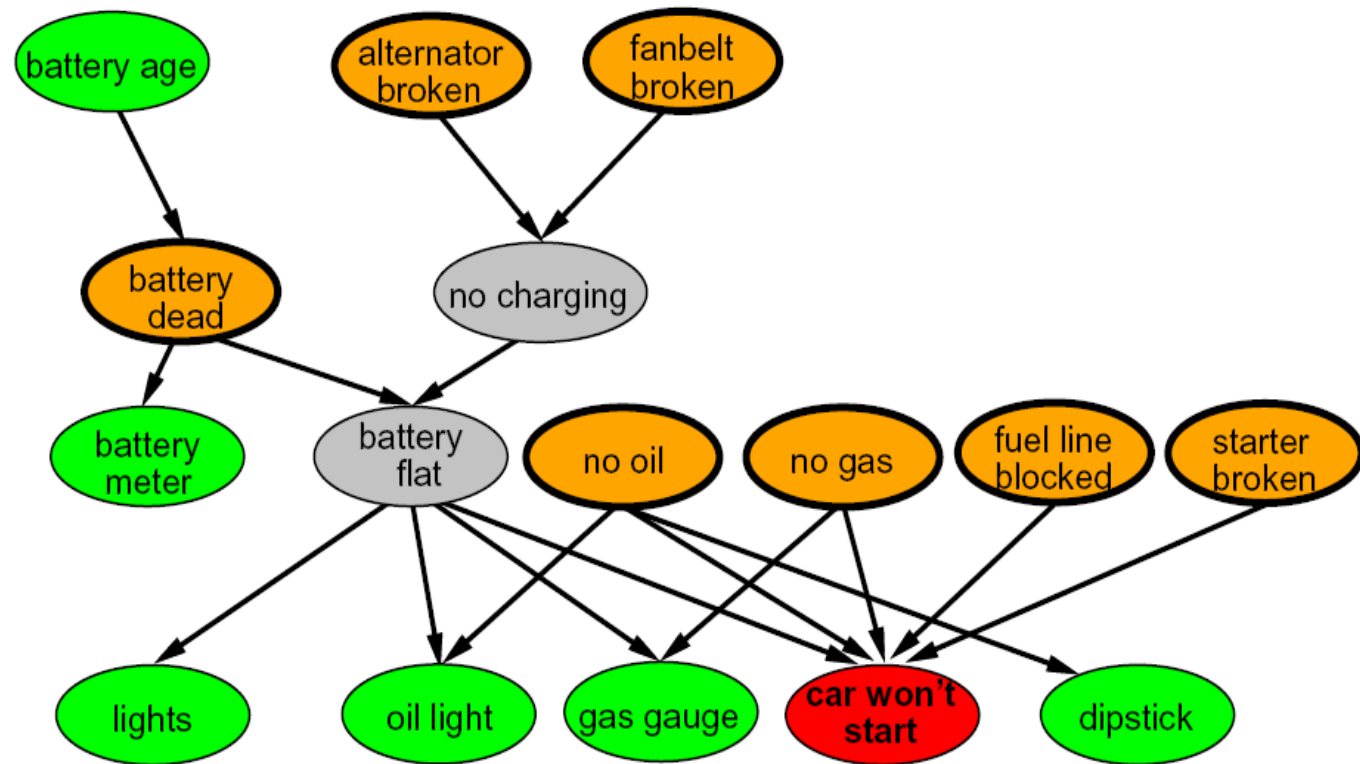 battery age
alternator
broken
fanbelt
broken
battery
dead
no charging
battery
meter
battery
flat
no oil
no gas
fuel line
blocked
starter
broken
lights
oil light
gas gauge
car won't
start
dipstick